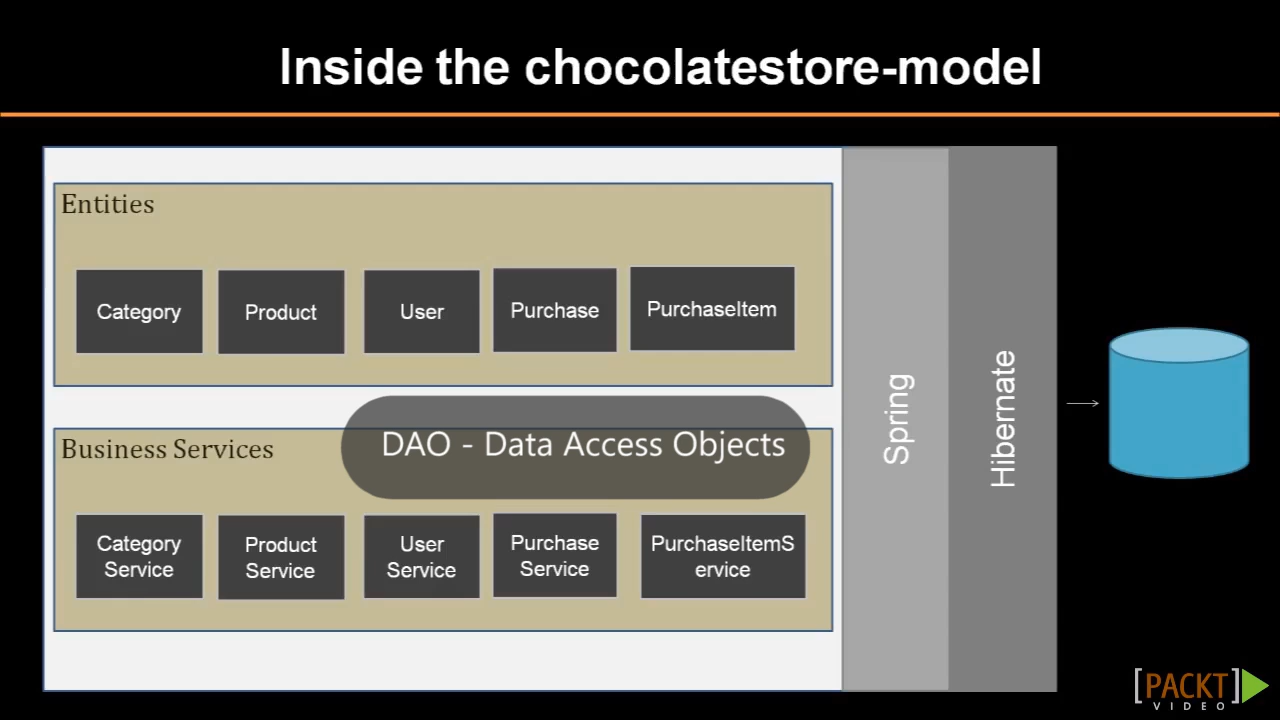 Inside the chocolatestore-model
Entities
Category
Product
User
Purchase
PurchaseItem
DAO - Data Access Objects
Business Services
Category
Service
Product
Service
User
Service
Purchase
Service
PurchaseItemS
ervice
Spring
Hibernate
[PACKT]
VIDEO